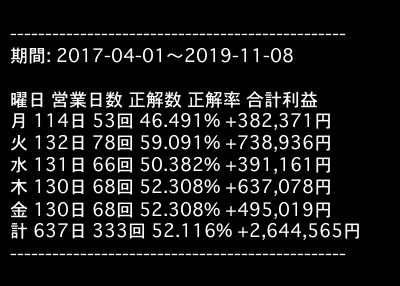 ------------------------------------------------
期間: 2017-04-01〜2019-11-08
曜日 営業日数 正解数 正解率 合計利益
月 114日 53回 46.491% +382,371円
火 132日 78回 59.091% +738,936円
水 131日 66回 50.382% +391,161円
木 130日 68回 52.308% +637,078円
金 130日 68回 52.308% +495,019円
計 637日 333回 52.116% +2,644,565円
------------------------------------------------